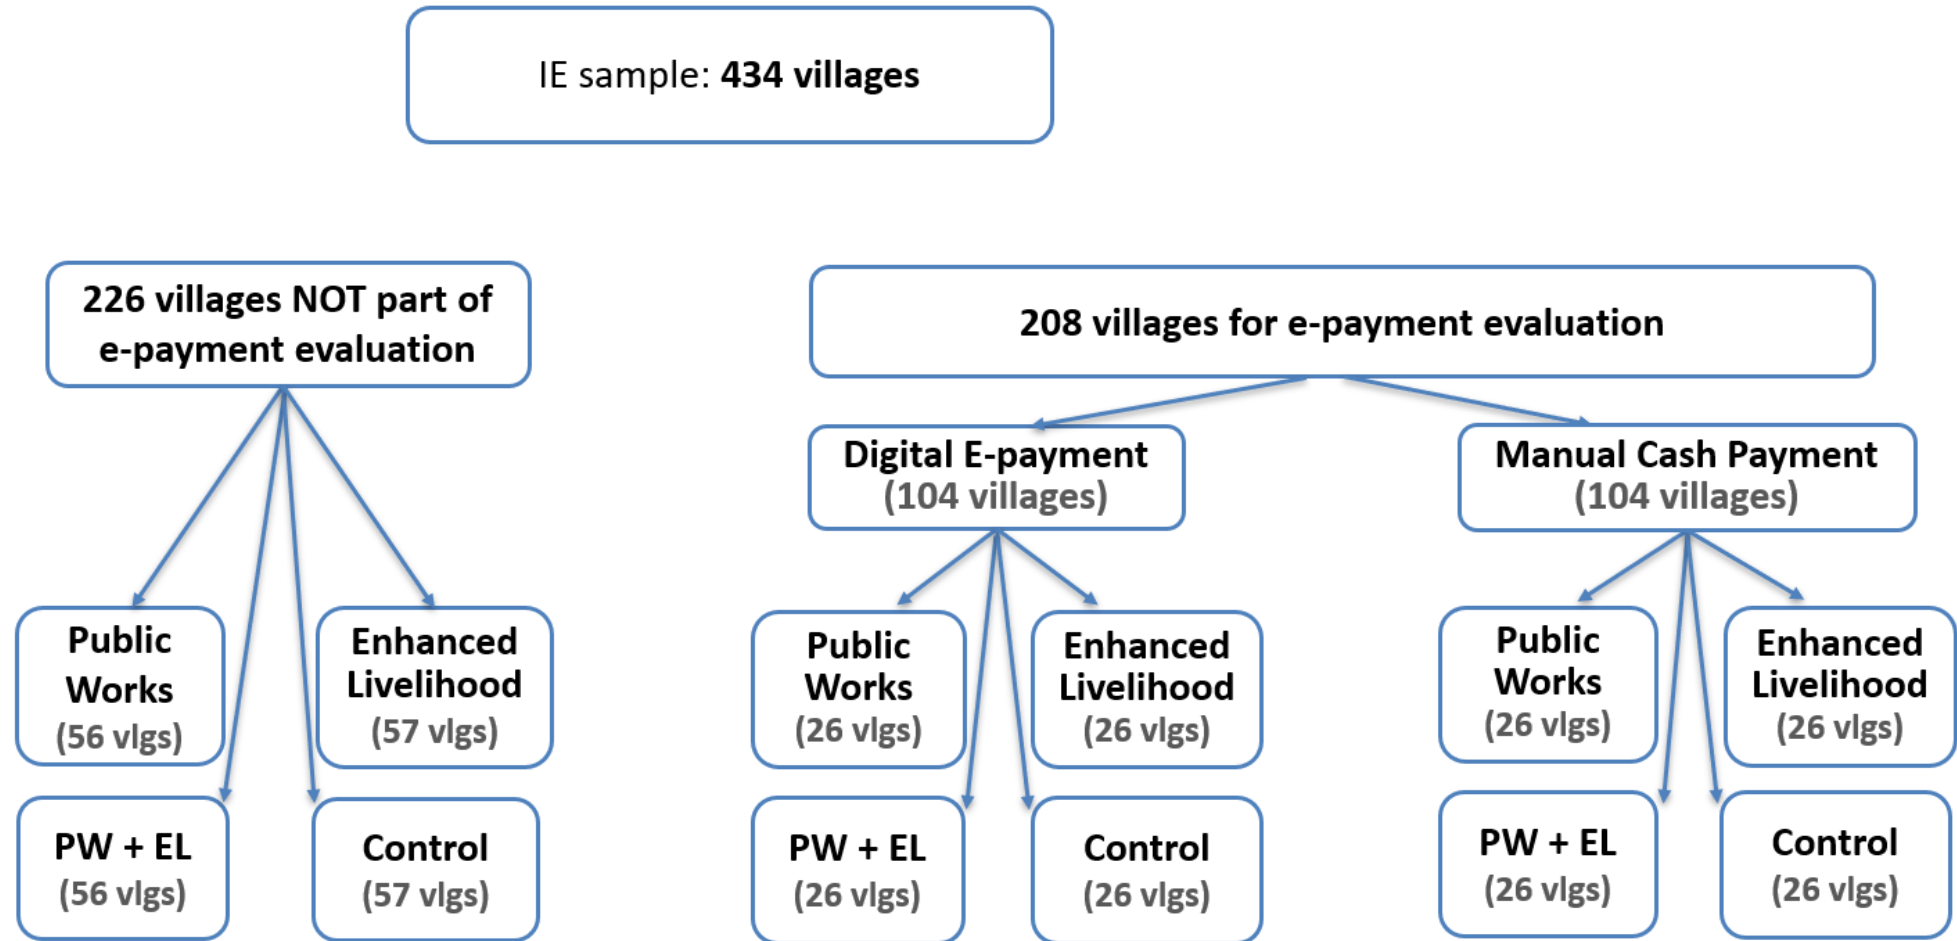 IE sample: 434 villages
226 villages NOT part of
e-payment evaluation
208 villages for e-payment evaluation
Digital E-payment
(104 villages)
Manual Cash Payment
(104 villages)
Public
Works
(56 vlgs)
Enhanced
Livelihood
(57 vlgs)
PW + EL
(56 vlgs)
Control
(57 vlgs)
Public
Works
(26 vlgs)
Enhanced
Livelihood
(26 vlgs)
PW + EL
(26 vlgs)
Control
(26 vlgs)
Public
Works
(26 vlgs)
Enhanced
Livelihood
(26 vlgs)
PW + EL
(26 vlgs)
Control
(26 vlgs)